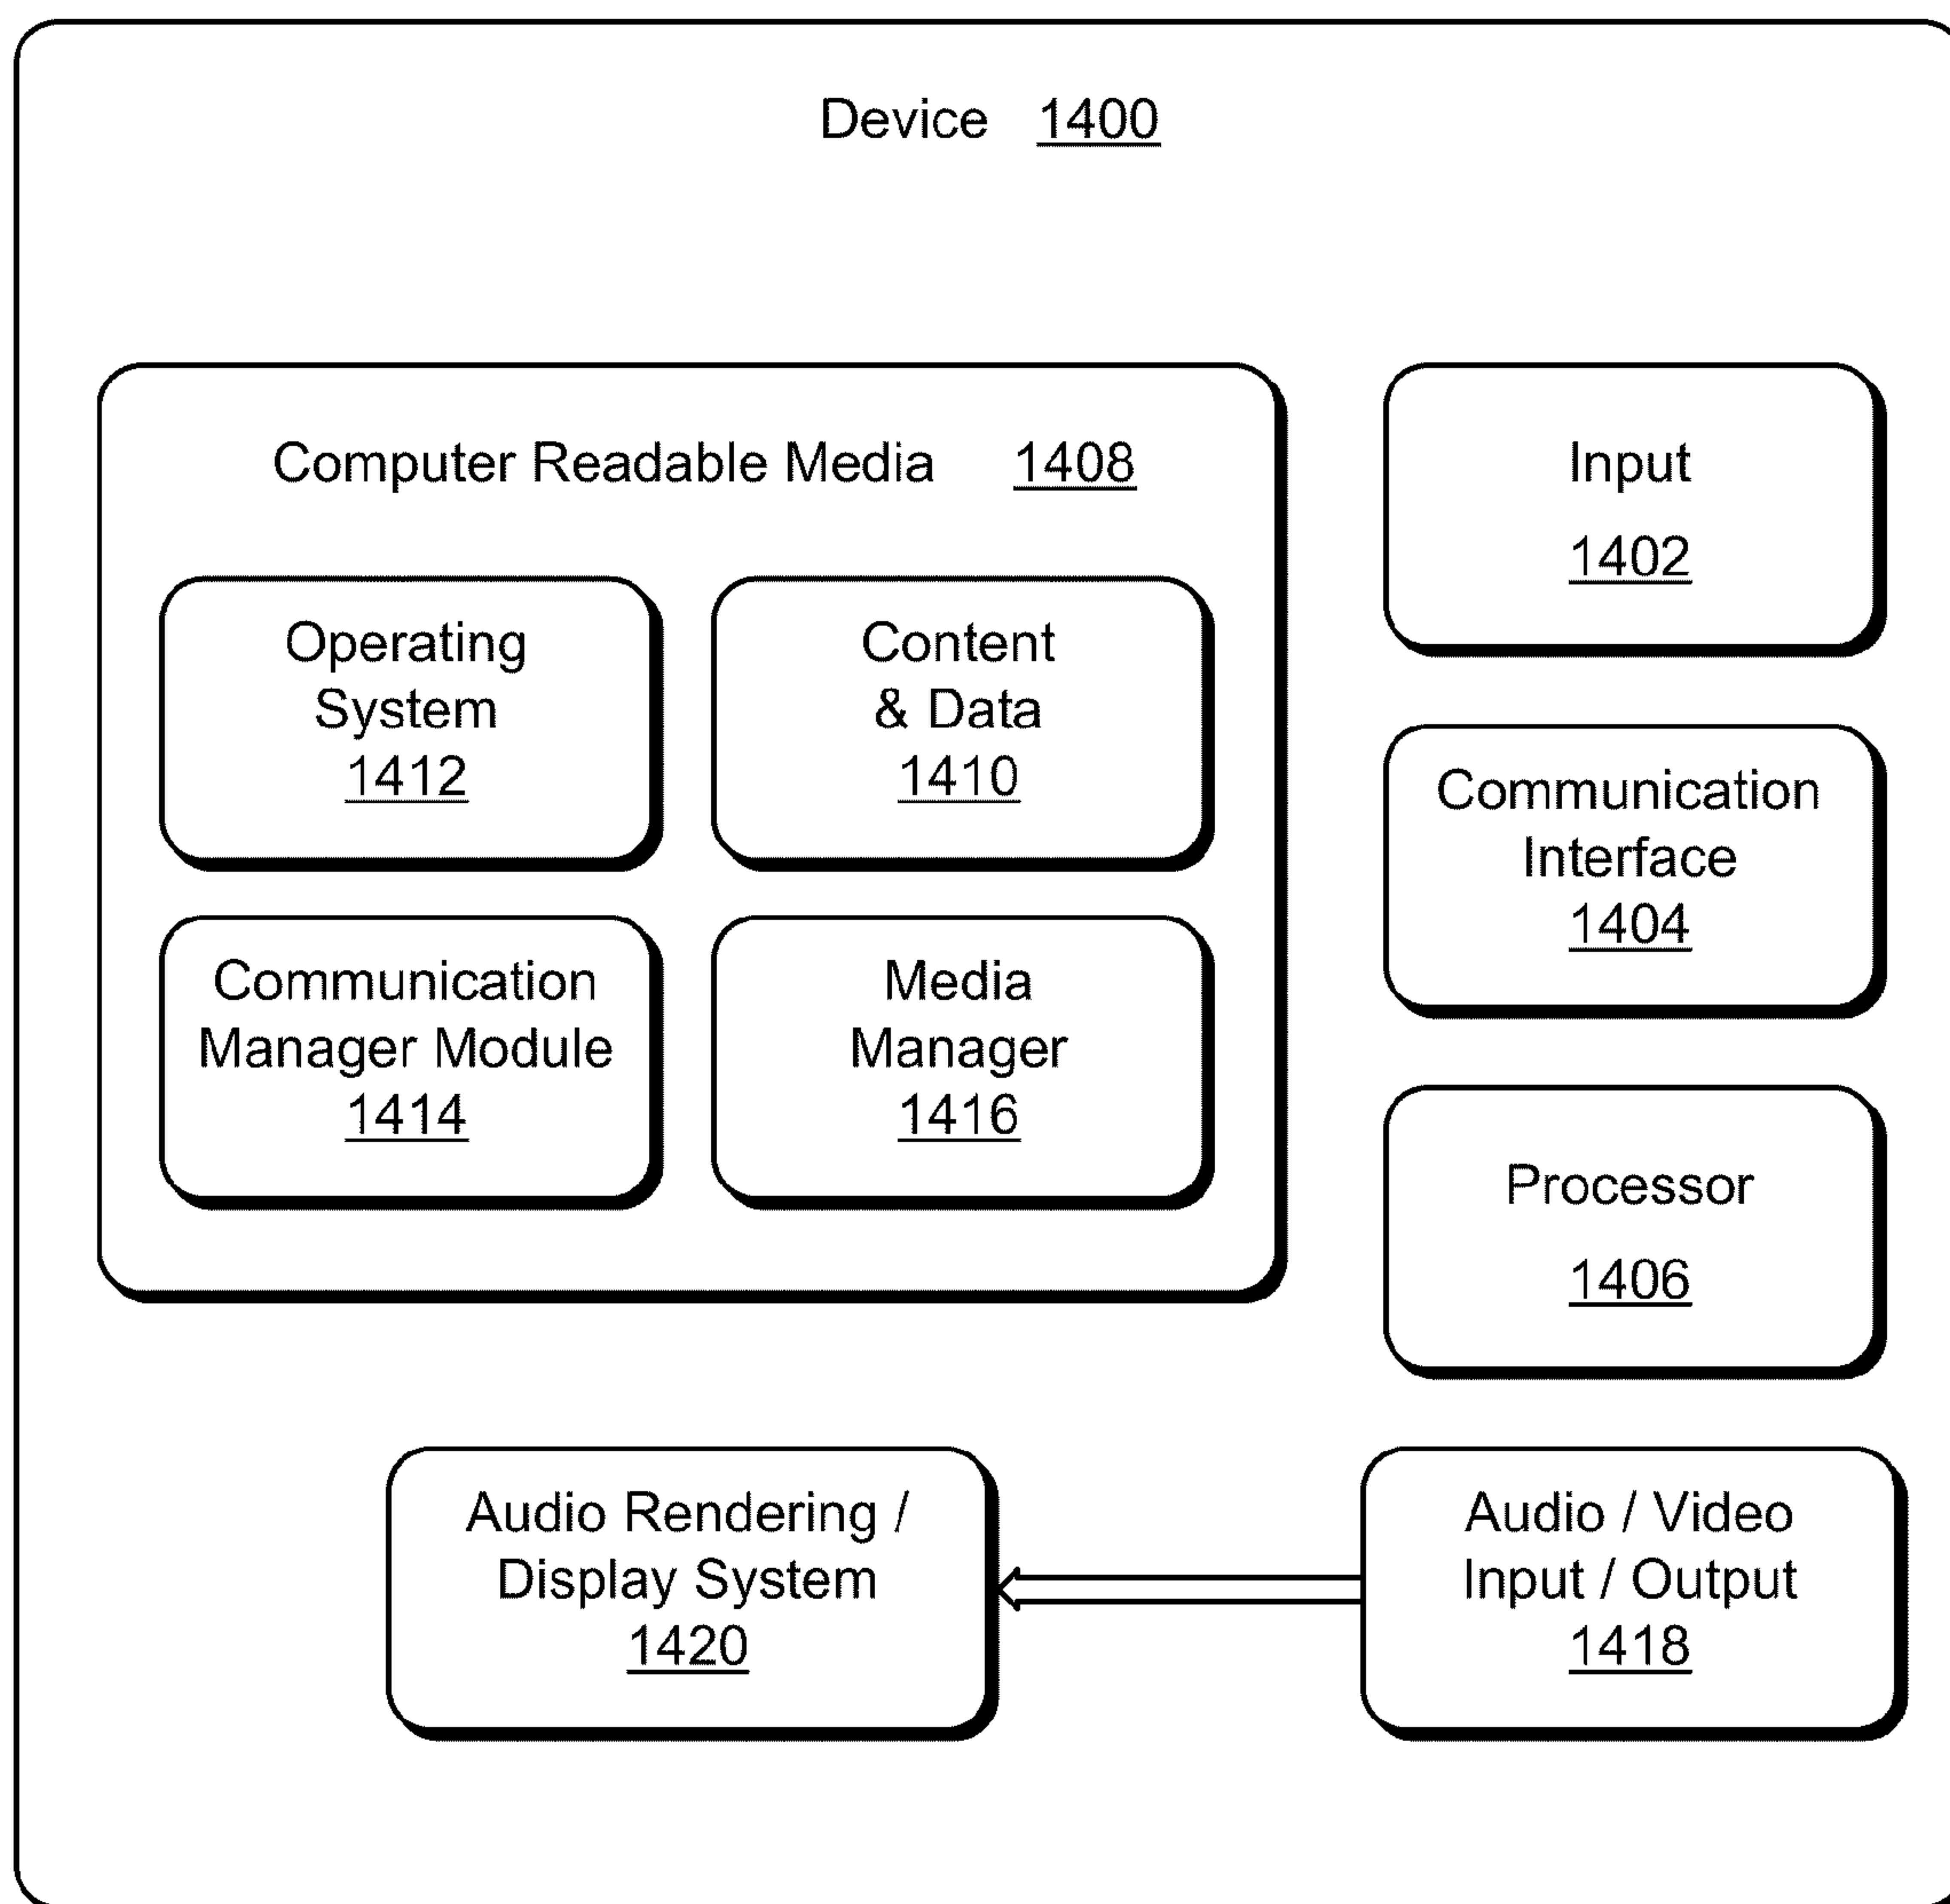 Device 1400
Computer Readable Media 1408
Operating
System
1412
Content
& Data
1410
Communication
Manager Module
1414
Media
Manager
1416
Input
1402
Communication
Interface
1404
Processor
1406
Audio Rendering /
Display System
1420
Audio / Video
Input / Output
1418